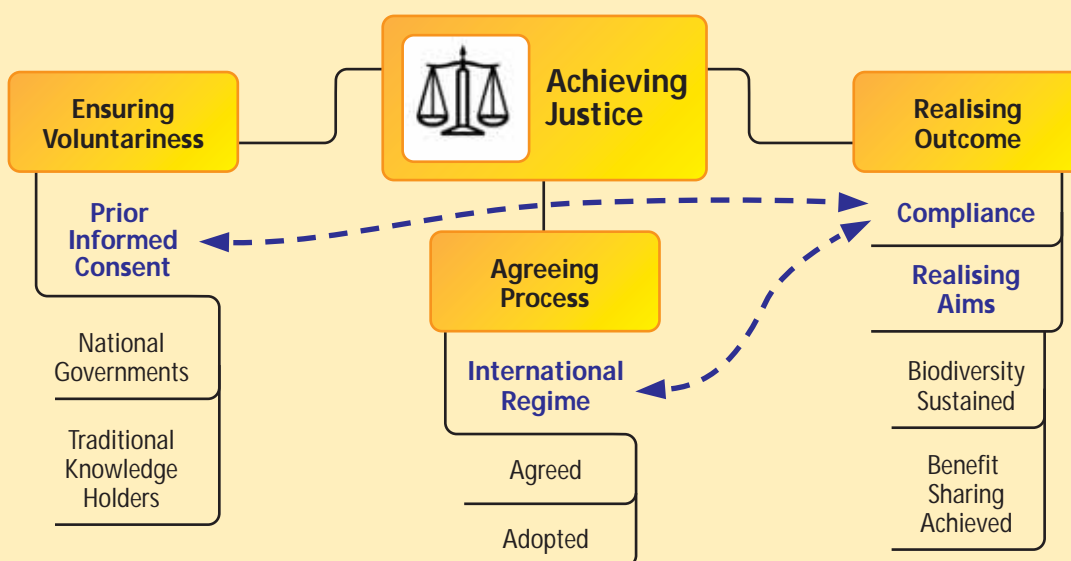 Achieving
Justice
Ensuring
Voluntariness
Prior
Informed
Consent
National
Governments
Traditional
Knowledge
Holders
Agreeing
Process
International
Regime
Agreed
Adopted
Realising
Outcome
Compliance
Realising
Aims
Biodiversity
Sustained
Benefit
Sharing
Achieved